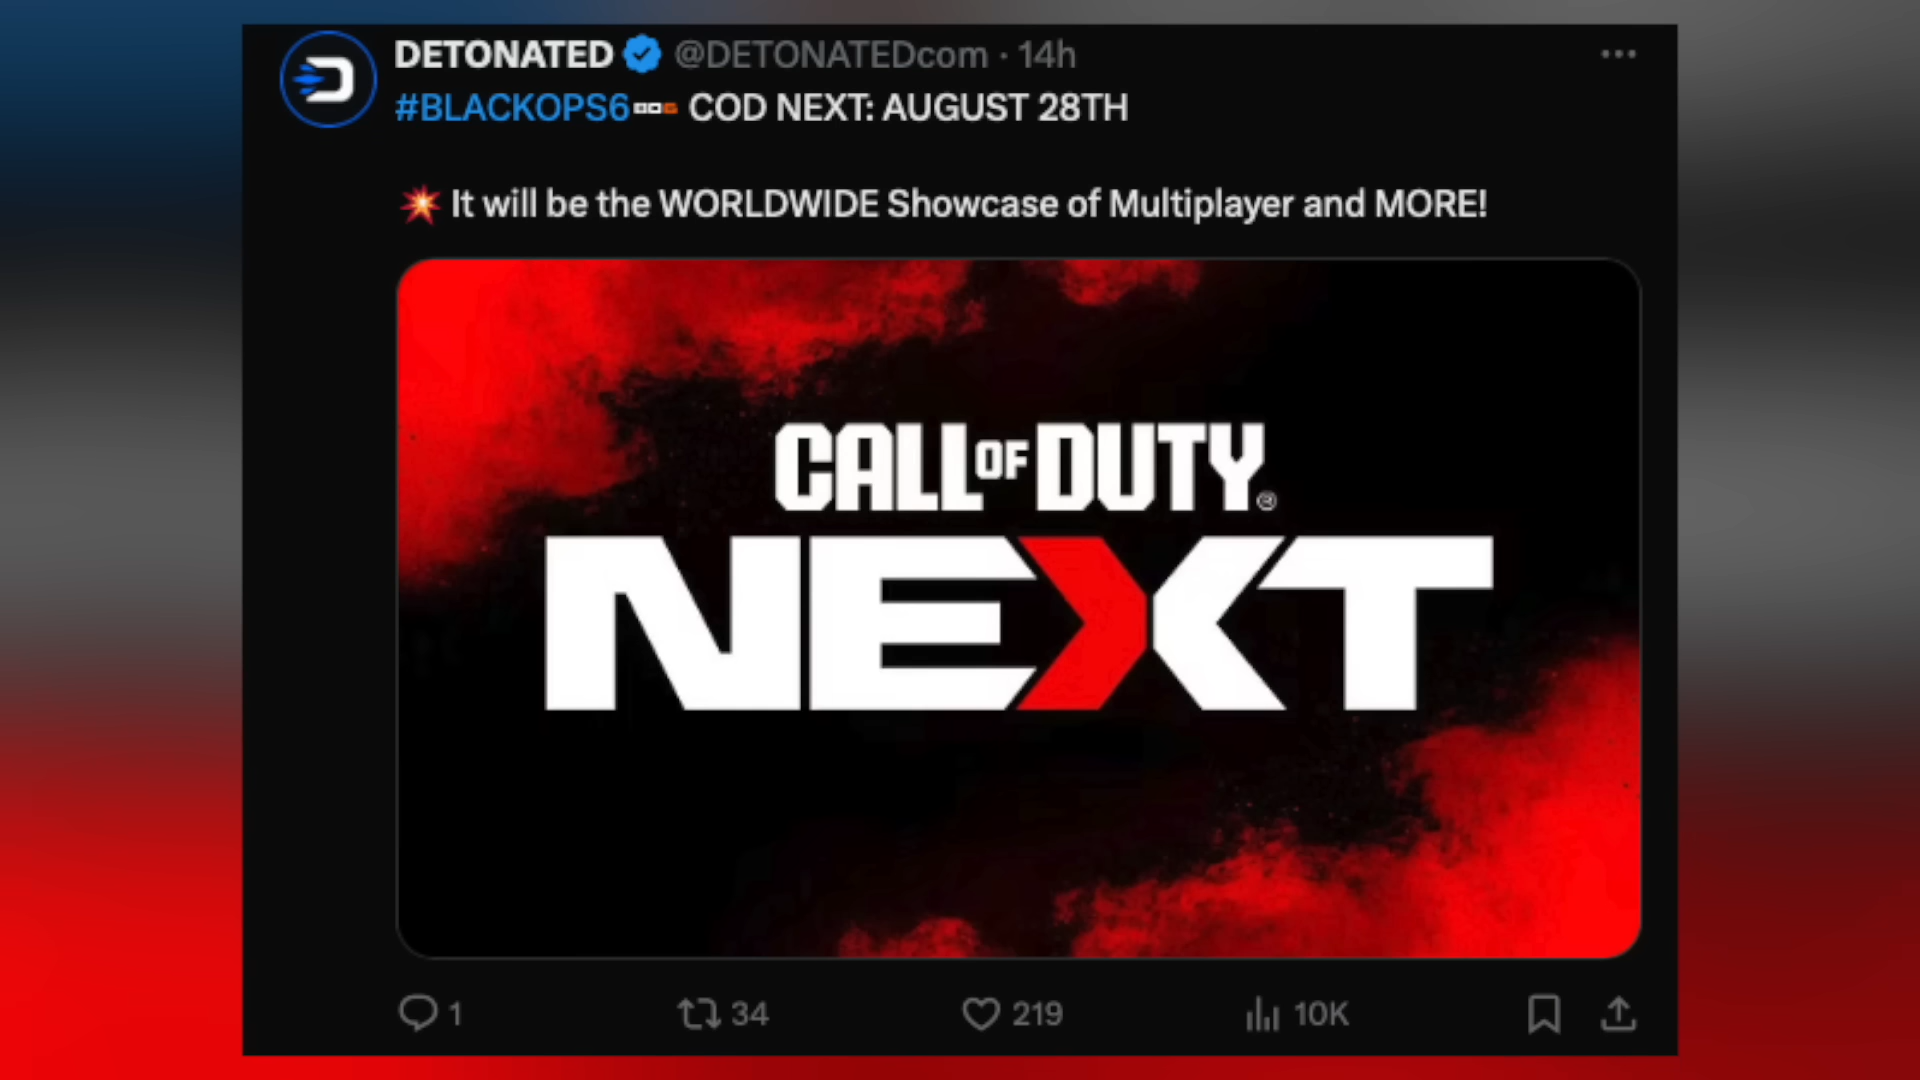 DETONATED @DETONATEDcom · 14h
#BLACKOPS6 COD NEXT: AUGUST 28TH
💥 It will be the WORLDWIDE Showcase of Multiplayer and MORE!
CALL OF DUTY®
NEXT
1 34 219 10K